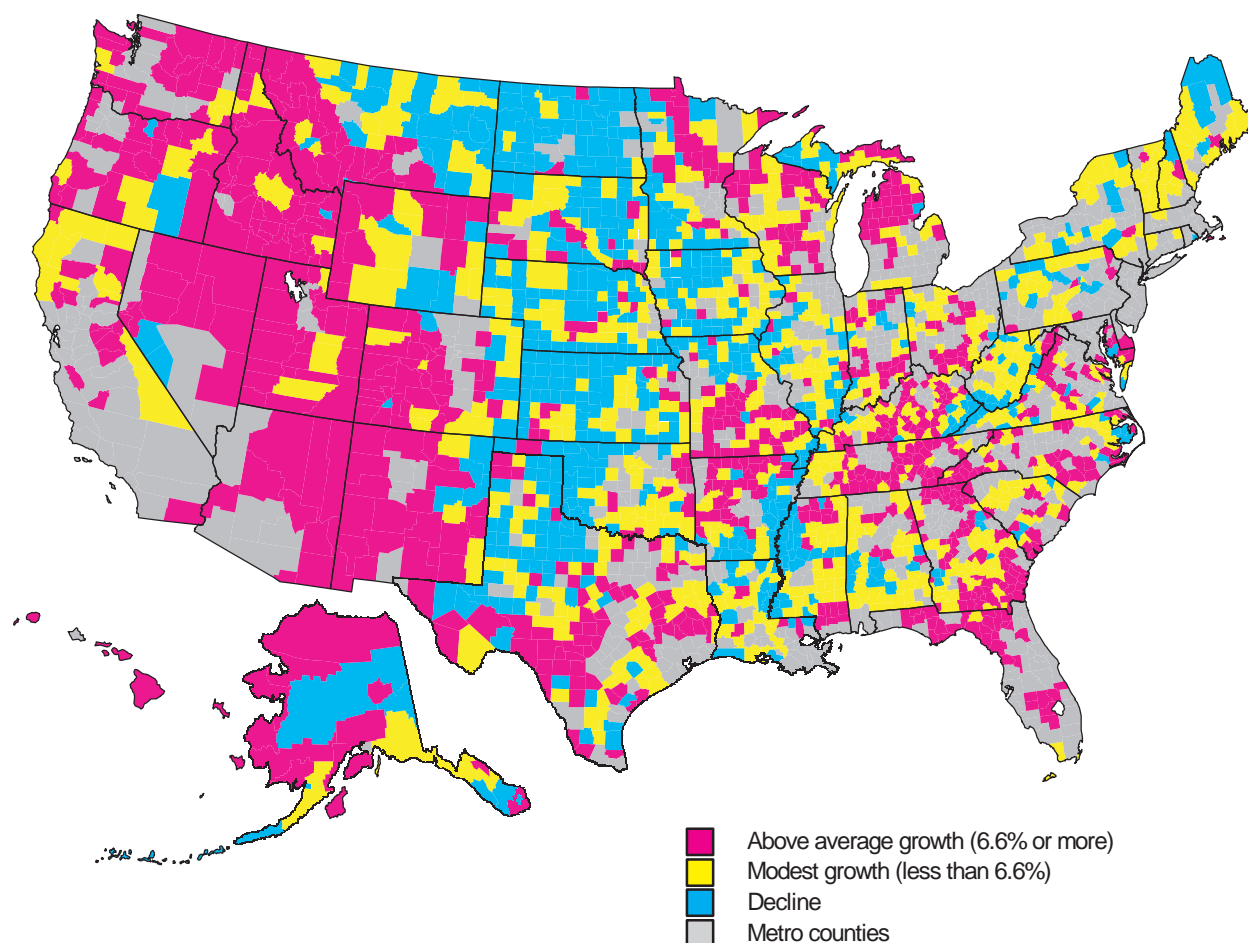 Above average growth (6.6% or more)
Modest growth (less than 6.6%)
Decline
Metro counties